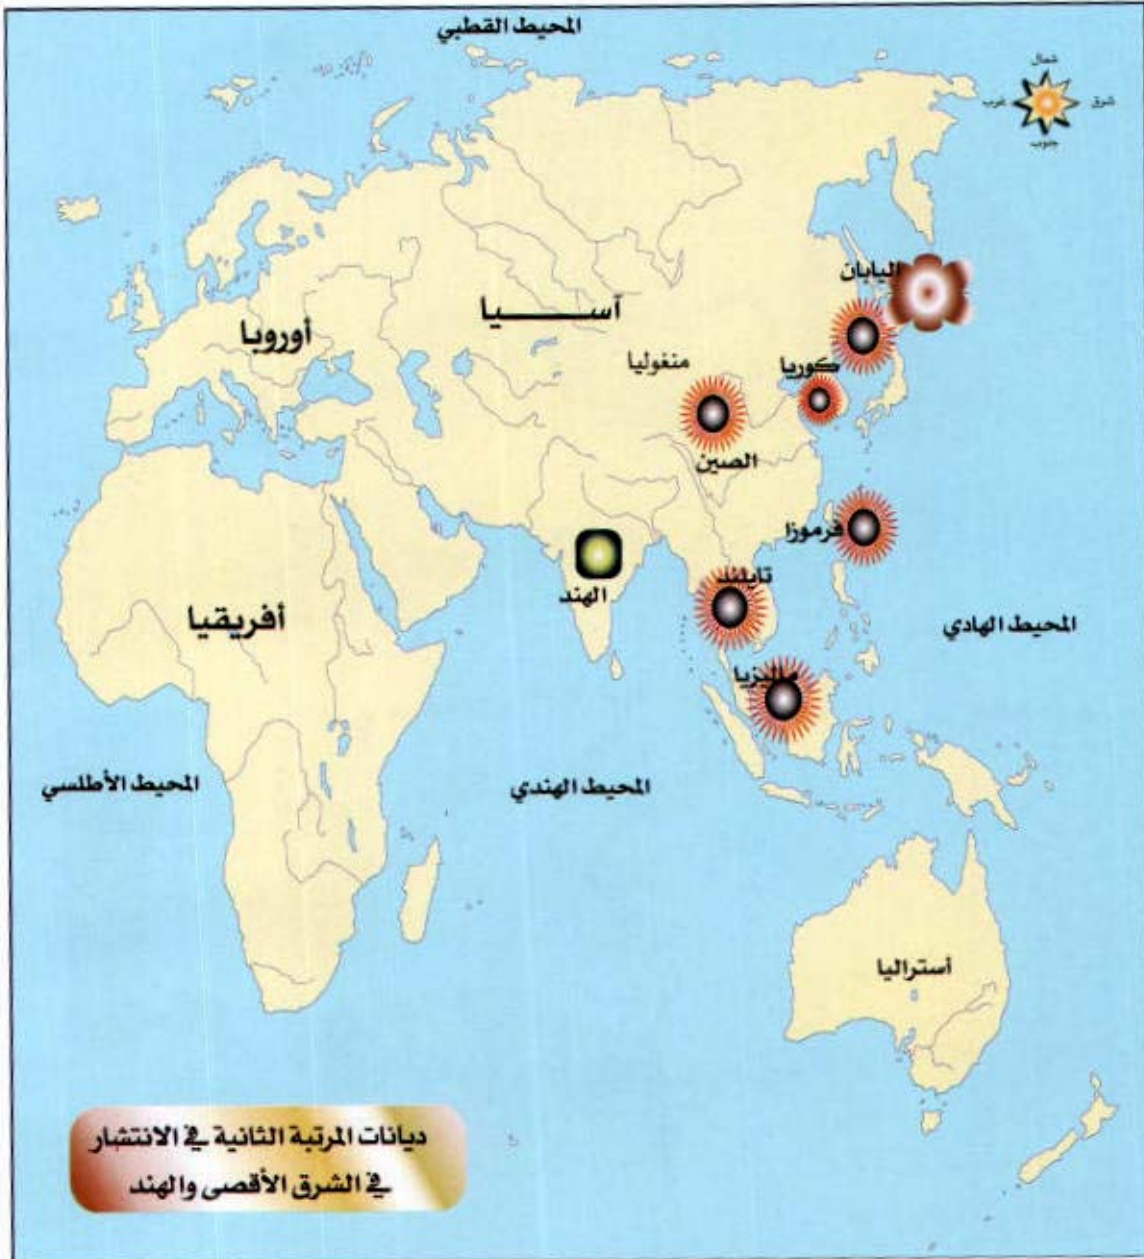 المحيط القطبي
شمال
شرق
غرب
جنوب
اليابان
آسـيا
أوروبا
منغوليا
كوريا
الصين
فرموزا
تايلند
الهند
أفريقيا
المحيط الهادي
ماليزيا
المحيط الأطلسي
المحيط الهندي
أستراليا
ديانات المرتبة الثانية في الانتشار
في الشرق الأقصى والهند